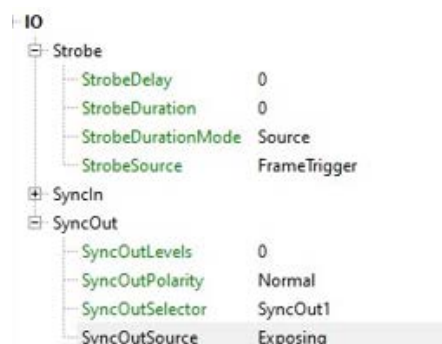 IO
Strobe
StrobeDelay 0
StrobeDuration 0
StrobeDurationMode Source
StrobeSource FrameTrigger
SyncIn
SyncOut
SyncOutLevels 0
SyncOutPolarity Normal
SyncOutSelector SyncOut1
SyncOutSource Exposing